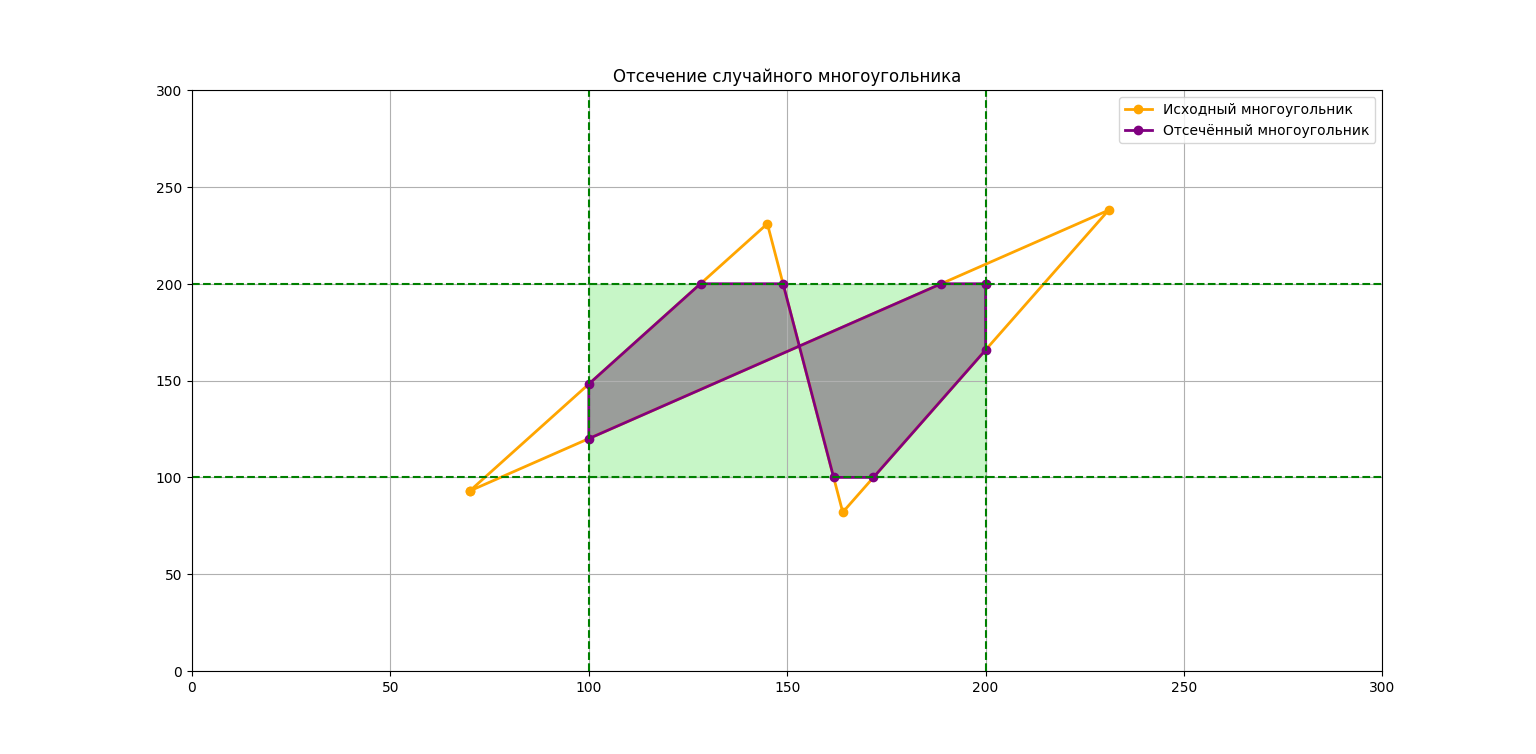 Отсечение случайного многоугольника
Исходный многоугольник
Отсечённый многоугольник
300
250
200
150
100
50
0
0 50 100 150 200 250 300